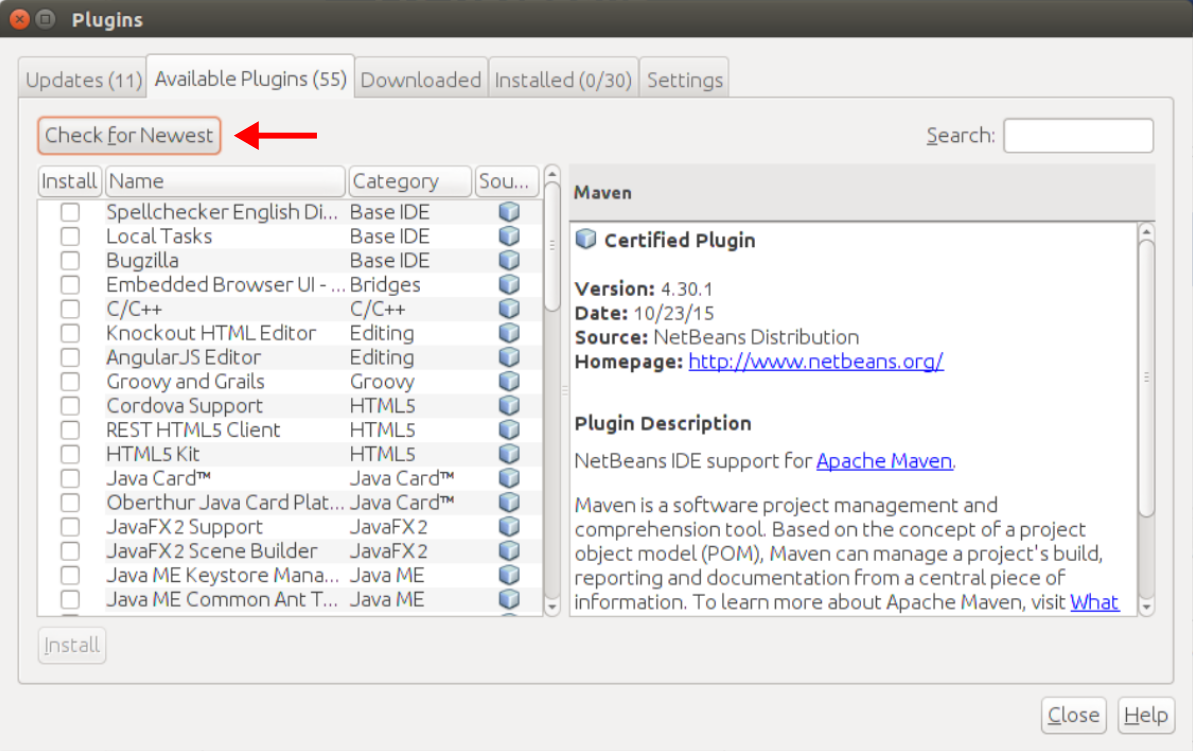 Plugins
Updates (11) Available Plugins (55) Downloaded Installed (0/30) Settings
Check for Newest
Search:
Install Name Category Sou...
Spellchecker English Di... Base IDE
Local Tasks Base IDE
Bugzilla Base IDE
Embedded Browser UI - ... Bridges
C/C++ C/C++
Knockout HTML Editor Editing
AngularJS Editor Editing
Groovy and Grails Groovy
Cordova Support HTML5
REST HTML5 Client HTML5
HTML5 Kit HTML5
Java Card™ Java Card™
Oberthur Java Card Plat... Java Card™
JavaFX 2 Support JavaFX 2
JavaFX 2 Scene Builder JavaFX 2
Java ME Keystore Mana... Java ME
Java ME Common Ant T... Java ME
Maven
Certified Plugin
Version: 4.30.1
Date: 10/23/15
Source: NetBeans Distribution
Homepage: http://www.netbeans.org/
Plugin Description
NetBeans IDE support for Apache Maven.
Maven is a software project management and
comprehension tool. Based on the concept of a project
object model (POM), Maven can manage a project's build,
reporting and documentation from a central piece of
information. To learn more about Apache Maven, visit What
Install
Close Help